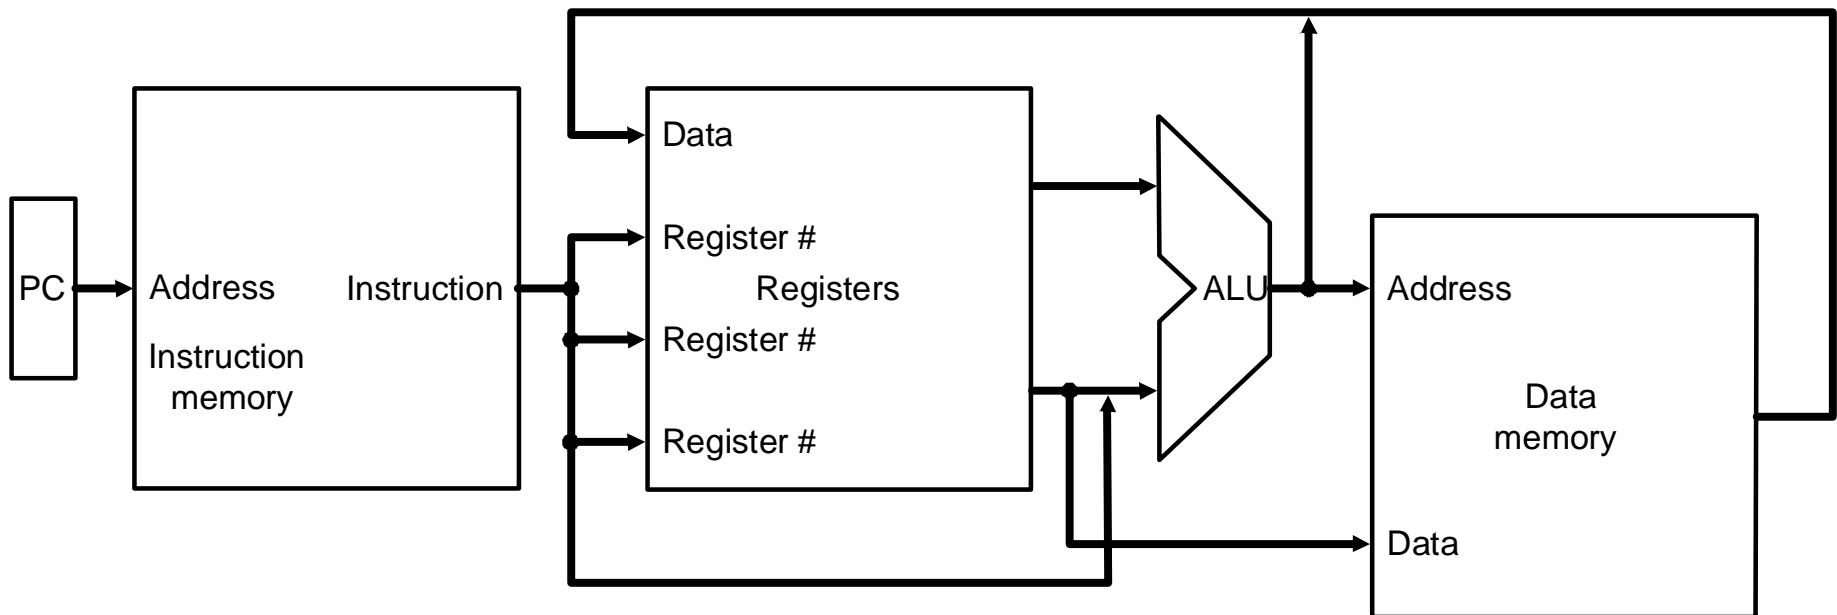 PC
Address
Instruction
Instruction
memory
Data
Register #
Registers
Register #
Register #
ALU
Address
Data
memory
Data